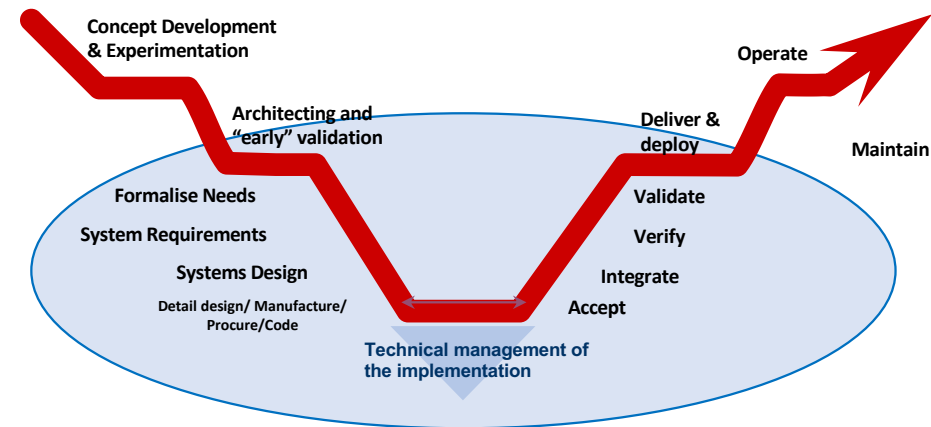 Concept Development
& Experimentation
Architecting and
“early” validation
Formalise Needs
System Requirements
Systems Design
Detail design/ Manufacture/
Procure/Code
Technical management of
the implementation
Accept
Integrate
Verify
Validate
Deliver &
deploy
Operate
Maintain